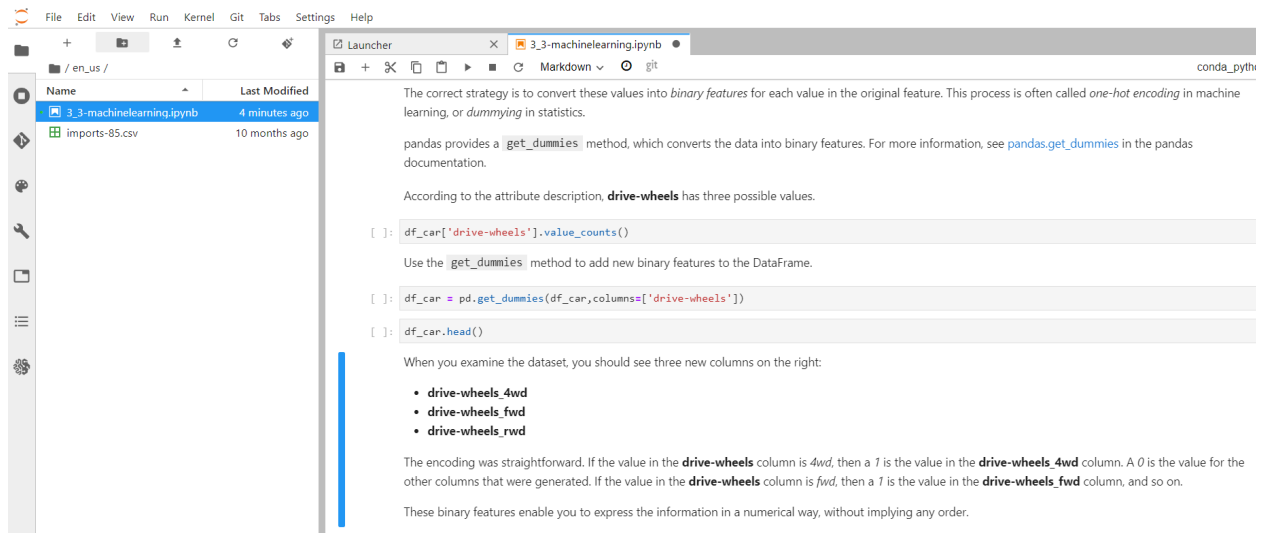 File Edit View Run Kernel Git Tabs Settings Help
Launcher
3_3-machinelearning.ipynb
/ en_us /
Markdown
git
Name Last Modified
3_3-machinelearning.ipynb 4 minutes ago
imports-85.csv 10 months ago
The correct strategy is to convert these values into binary features for each value in the original feature. This process is often called one-hot encoding in machine
learning, or dummying in statistics.
pandas provides a get_dummies method, which converts the data into binary features. For more information, see pandas.get_dummies in the pandas
documentation.
According to the attribute description, drive-wheels has three possible values.
[ ]: df_car['drive-wheels'].value_counts()
Use the get_dummies method to add new binary features to the DataFrame.
[ ]: df_car = pd.get_dummies(df_car,columns=['drive-wheels'])
[ ]: df_car.head()
When you examine the dataset, you should see three new columns on the right:
• drive-wheels_4wd
• drive-wheels_fwd
• drive-wheels_rwd
The encoding was straightforward. If the value in the drive-wheels column is 4wd, then a 1 is the value in the drive-wheels_4wd column. A 0 is the value for the
other columns that were generated. If the value in the drive-wheels column is fwd, then a 1 is the value in the drive-wheels_fwd column, and so on.
These binary features enable you to express the information in a numerical way, without implying any order.